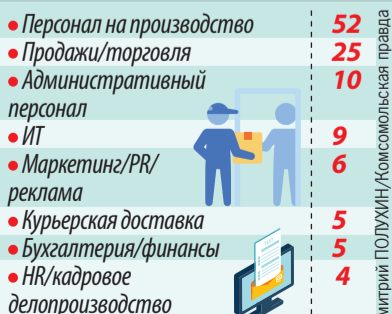 • Персонал на производство 52
• Продажи/торговля 25
• Административный 10
персонал
• ИТ 9
• Маркетинг/PR/ 6
реклама
• Курьерская доставка 5
• Бухгалтерия/финансы 5
• HR/кадровое 4
делопроизводство
ПОЛУХИН/Комсомольская правда